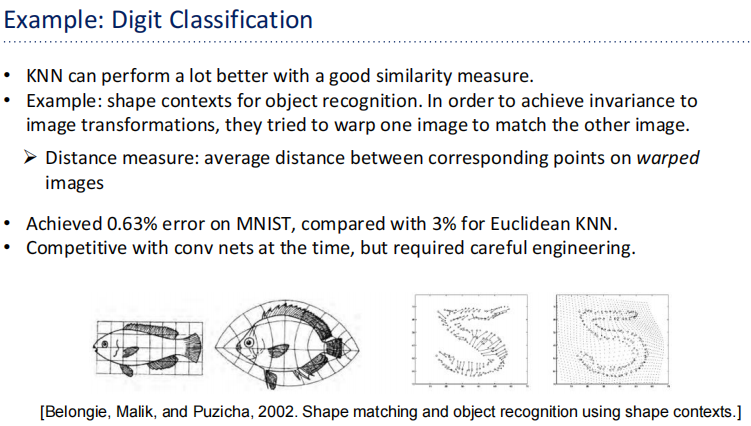 Example: Digit Classification
• KNN can perform a lot better with a good similarity measure.
• Example: shape contexts for object recognition. In order to achieve invariance to
image transformations, they tried to warp one image to match the other image.
➢ Distance measure: average distance between corresponding points on warped
images
• Achieved 0.63% error on MNIST, compared with 3% for Euclidean KNN.
• Competitive with conv nets at the time, but required careful engineering.
[Belongie, Malik, and Puzicha, 2002. Shape matching and object recognition using shape contexts.]